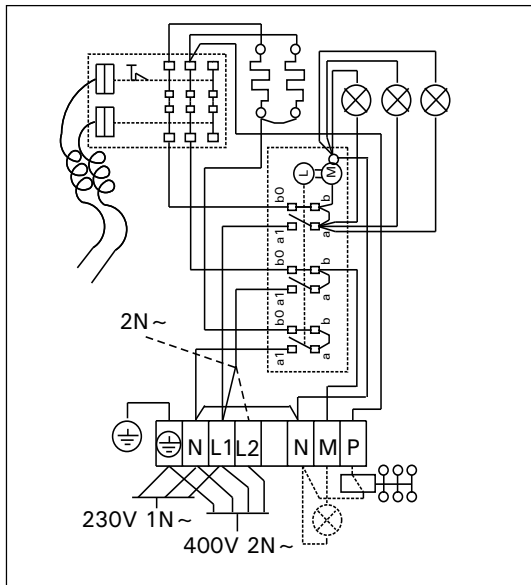 L M
b0 b
a1 a
b0 b
a1 a
b0 b
a1 a
2N~
N L1 L2 N M P
230V 1N~
400V 2N~